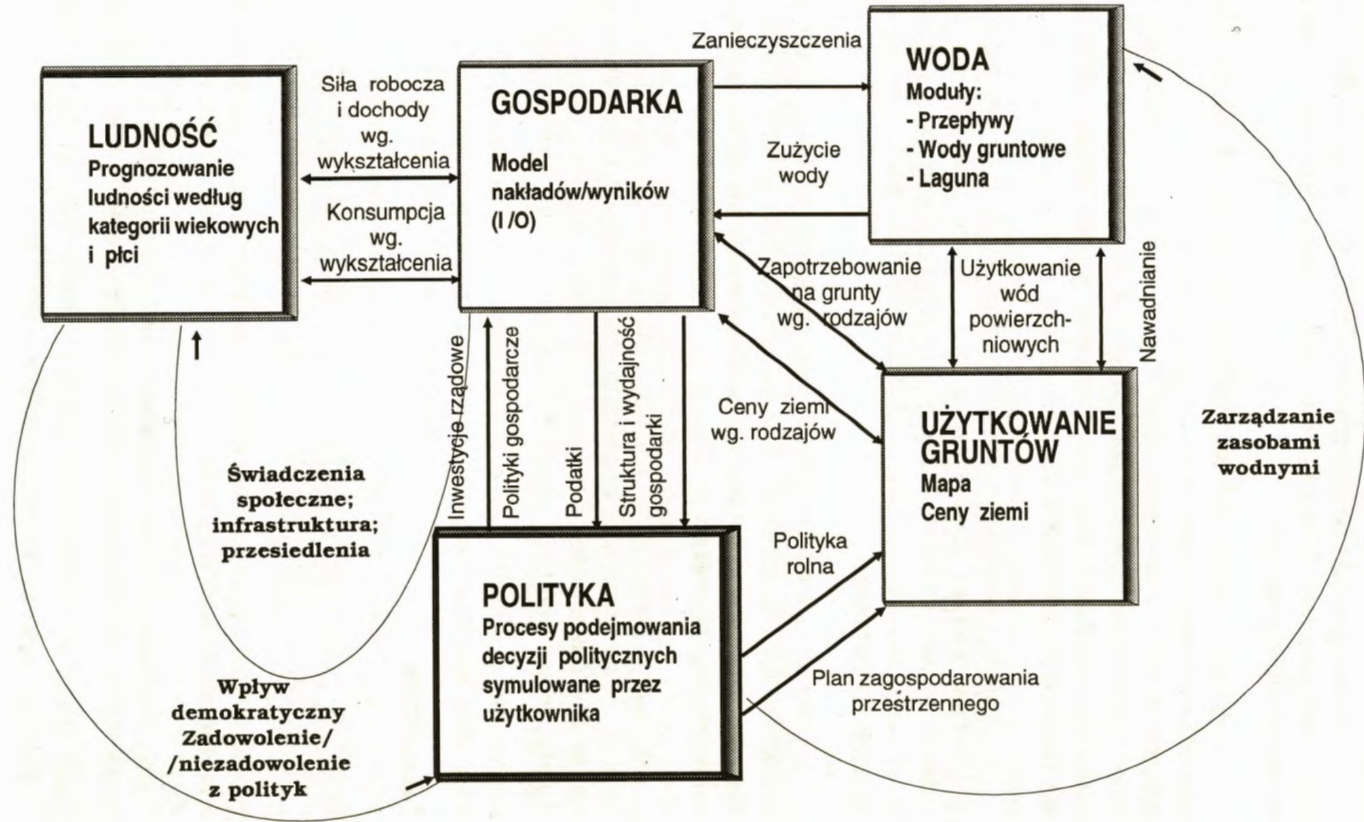 LUDNOŚĆ
Prognozowanie
ludności według
kategorii wiekowych
i płci
Siła robocza
i dochody
wg.
wykształcenia
Konsumpcja
wg.
wykształcenia
GOSPODARKA
Model
nakładów/wyników
(I /O)
Zanieczyszczenia
Zużycie
wody
WODA
Moduły:
- Przepływy
- Wody gruntowe
- Laguna
Zapotrzebowanie
na grunty
wg. rodzajów
Użytkowanie
wód
powierzch-
niowych
Nawadnianie
Ceny ziemi
wg. rodzajów
UŻYTKOWANIE
GRUNTÓW
Mapa
Ceny ziemi
Zarządzanie
zasobami
wodnymi
Inwestycje rządowe
Polityki gospodarcze
Podatki
Struktura i wydajność
gospodarki
Świadczenia
społeczne;
infrastruktura;
przesiedlenia
POLITYKA
Procesy podejmowania
decyzji politycznych
symulowane przez
użytkownika
Polityka
rolna
Plan zagospodarowania
przestrzennego
Wpływ
demokratyczny
Zadowolenie/
/niezadowolenie
z polityk